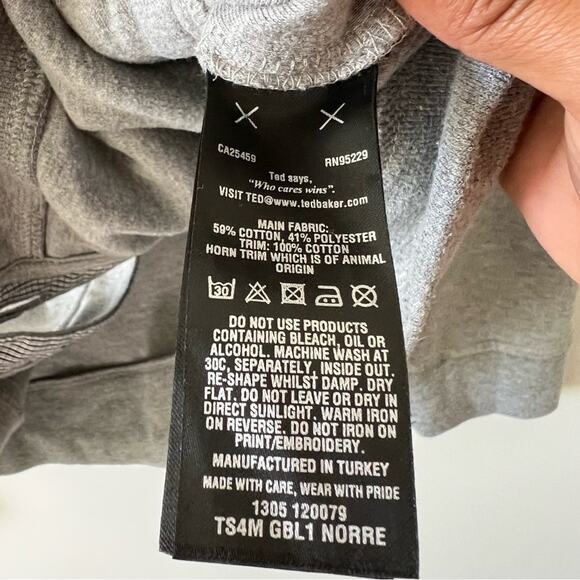 CA25459 RN95229
Ted says,
"Who cares wins".
VISIT TED@www.tedbaker.com
MAIN FABRIC:
59% COTTON, 41% POLYESTER
TRIM: 100% COTTON
HORN TRIM WHICH IS OF ANIMAL
ORIGIN
30
DO NOT USE PRODUCTS
CONTAINING BLEACH, OIL OR
ALCOHOL. MACHINE WASH AT
30C, SEPARATELY, INSIDE OUT.
RE-SHAPE WHILST DAMP. DRY
FLAT. DO NOT LEAVE OR DRY IN
DIRECT SUNLIGHT. WARM IRON
ON REVERSE. DO NOT IRON ON
PRINT/EMBROIDERY.
MANUFACTURED IN TURKEY
MADE WITH CARE, WEAR WITH PRIDE
1305 120079
TS4M GBL1 NORRE